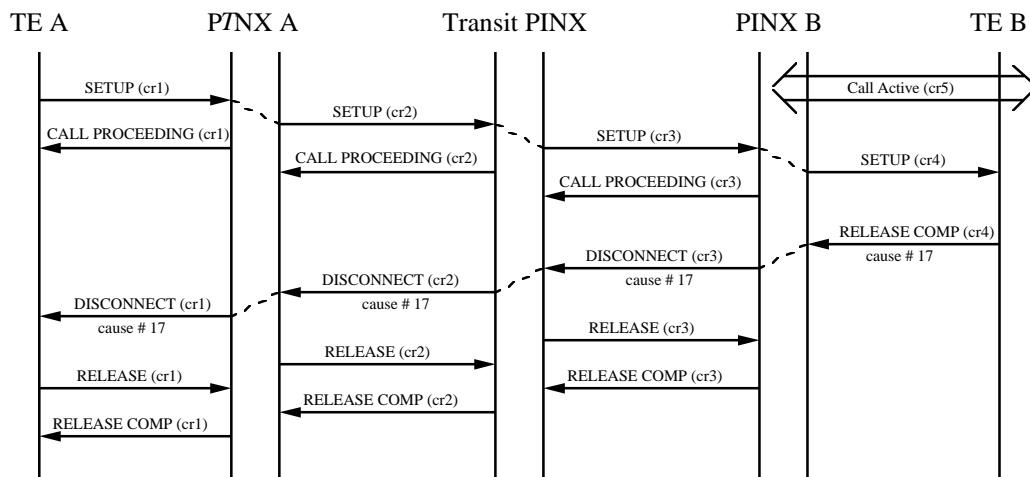 TE A PTNX A Transit PINX PINX B TE B
SETUP (cr1)
Call Active (cr5)
SETUP (cr2)
CALL PROCEEDING (cr1)
SETUP (cr3)
CALL PROCEEDING (cr2)
SETUP (cr4)
CALL PROCEEDING (cr3)
RELEASE COMP (cr4)
cause # 17
DISCONNECT (cr3)
cause # 17
DISCONNECT (cr2)
cause # 17
DISCONNECT (cr1)
cause # 17
RELEASE (cr3)
RELEASE (cr2)
RELEASE (cr1)
RELEASE COMP (cr3)
RELEASE COMP (cr2)
RELEASE COMP (cr1)